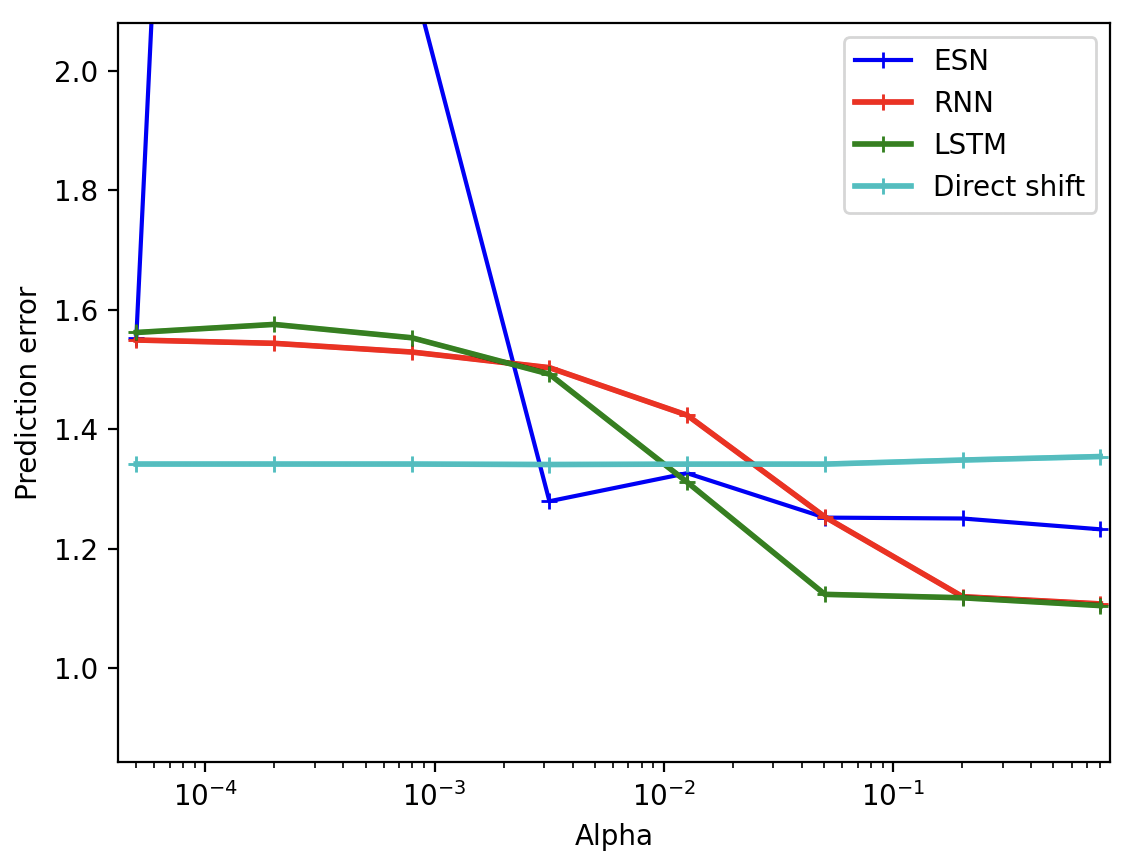 2.0
1.8
1.6
1.4
1.2
1.0
Prediction error
ESN
RNN
LSTM
Direct shift
10⁻⁴ 10⁻³ 10⁻² 10⁻¹
Alpha